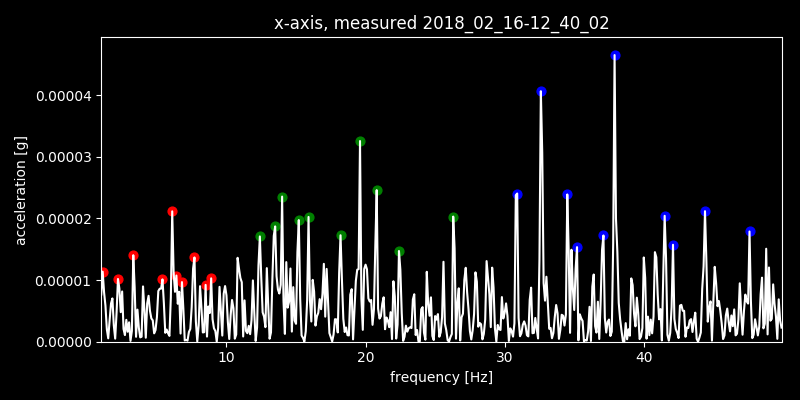 x-axis, measured 2018_02_16-12_40_02
acceleration [g]
0.00004
0.00003
0.00002
0.00001
0.00000
10 20 30 40
frequency [Hz]